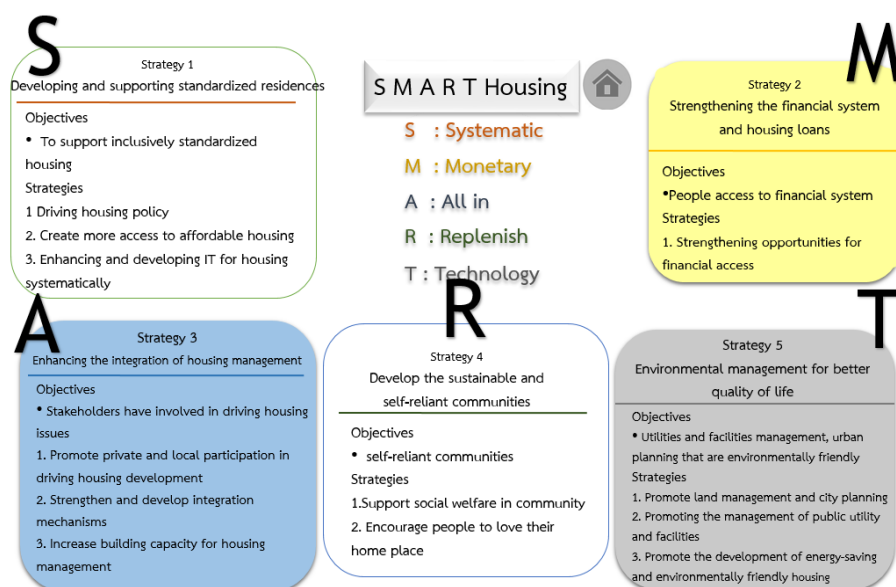 S
Strategy 1
Developing and supporting standardized residences
Objectives
• To support inclusively standardized
housing
Strategies
1 Driving housing policy
2. Create more access to affordable housing
3. Enhancing and developing IT for housing
systematically
S M A R T Housing
S : Systematic
M : Monetary
A : All in
R : Replenish
T : Technology
M
Strategy 2
Strengthening the financial system
and housing loans
Objectives
•People access to financial system
Strategies
1. Strengthening opportunities for
financial access
A
Strategy 3
Enhancing the integration of housing management
Objectives
• Stakeholders have involved in driving housing
issues
1. Promote private and local participation in
driving housing development
2. Strengthen and develop integration
mechanisms
3. Increase building capacity for housing
management
R
Strategy 4
Develop the sustainable and
self-reliant communities
Objectives
• self-reliant communities
Strategies
1.Support social welfare in community
2. Encourage people to love their
home place
T
Strategy 5
Environmental management for better
quality of life
Objectives
• Utilities and facilities management, urban
planning that are environmentally friendly
Strategies
1. Promote land management and city planning
2. Promoting the management of public utility
and facilities
3. Promote the development of energy-saving
and environmentally friendly housing